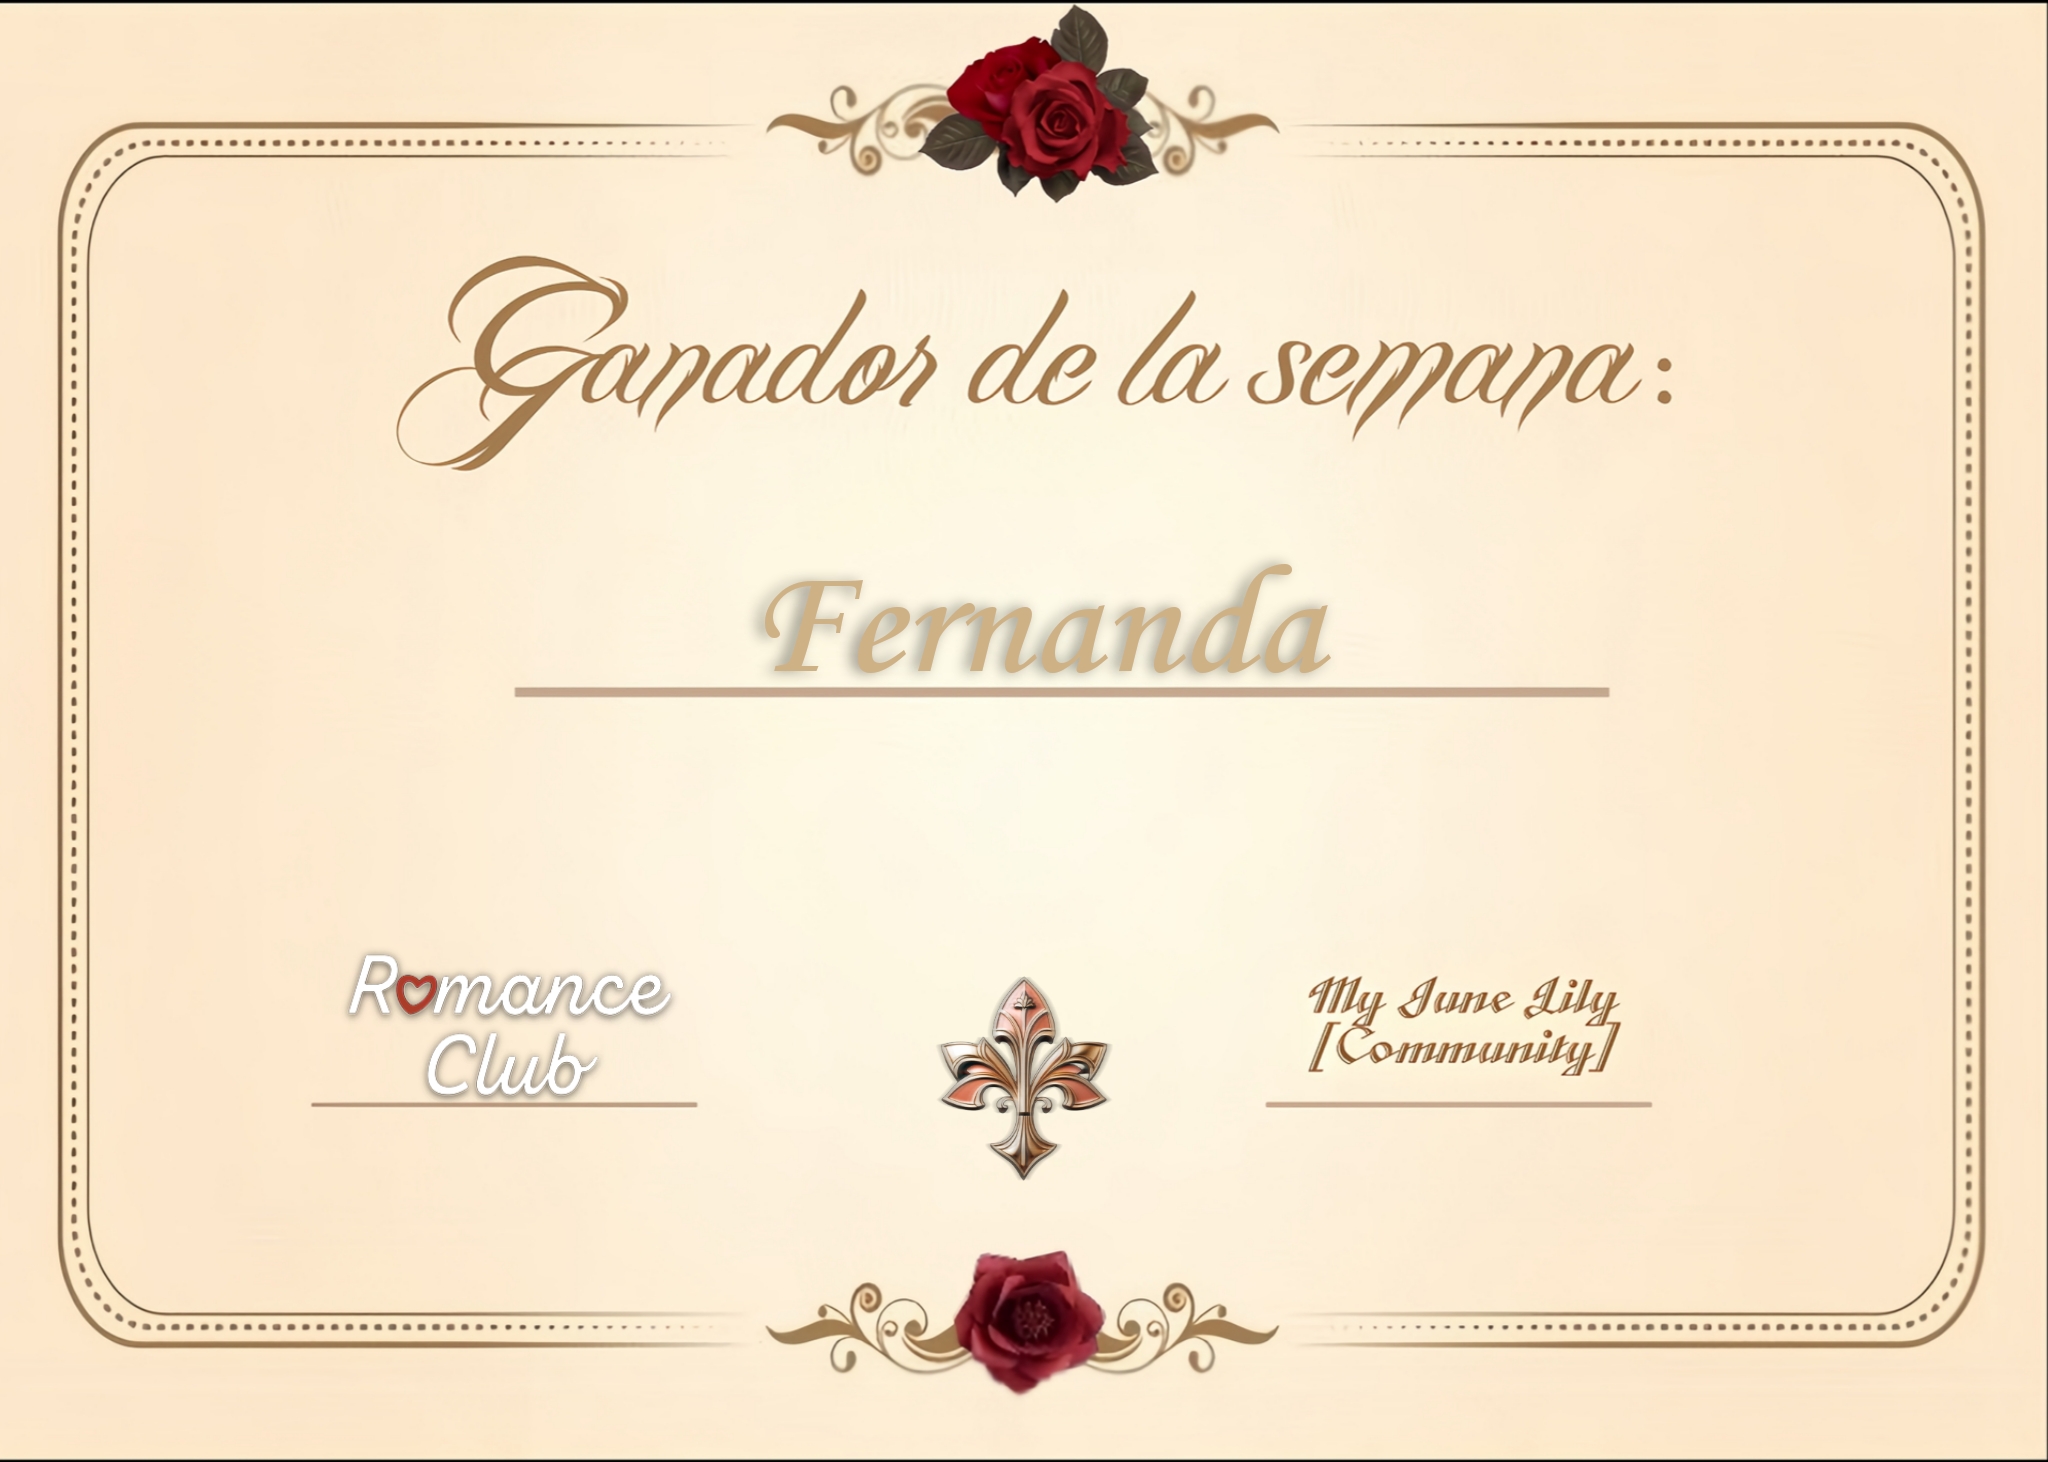 Ganador de la semana:
Fernanda
Romance
Club
My June Lily
[Community]